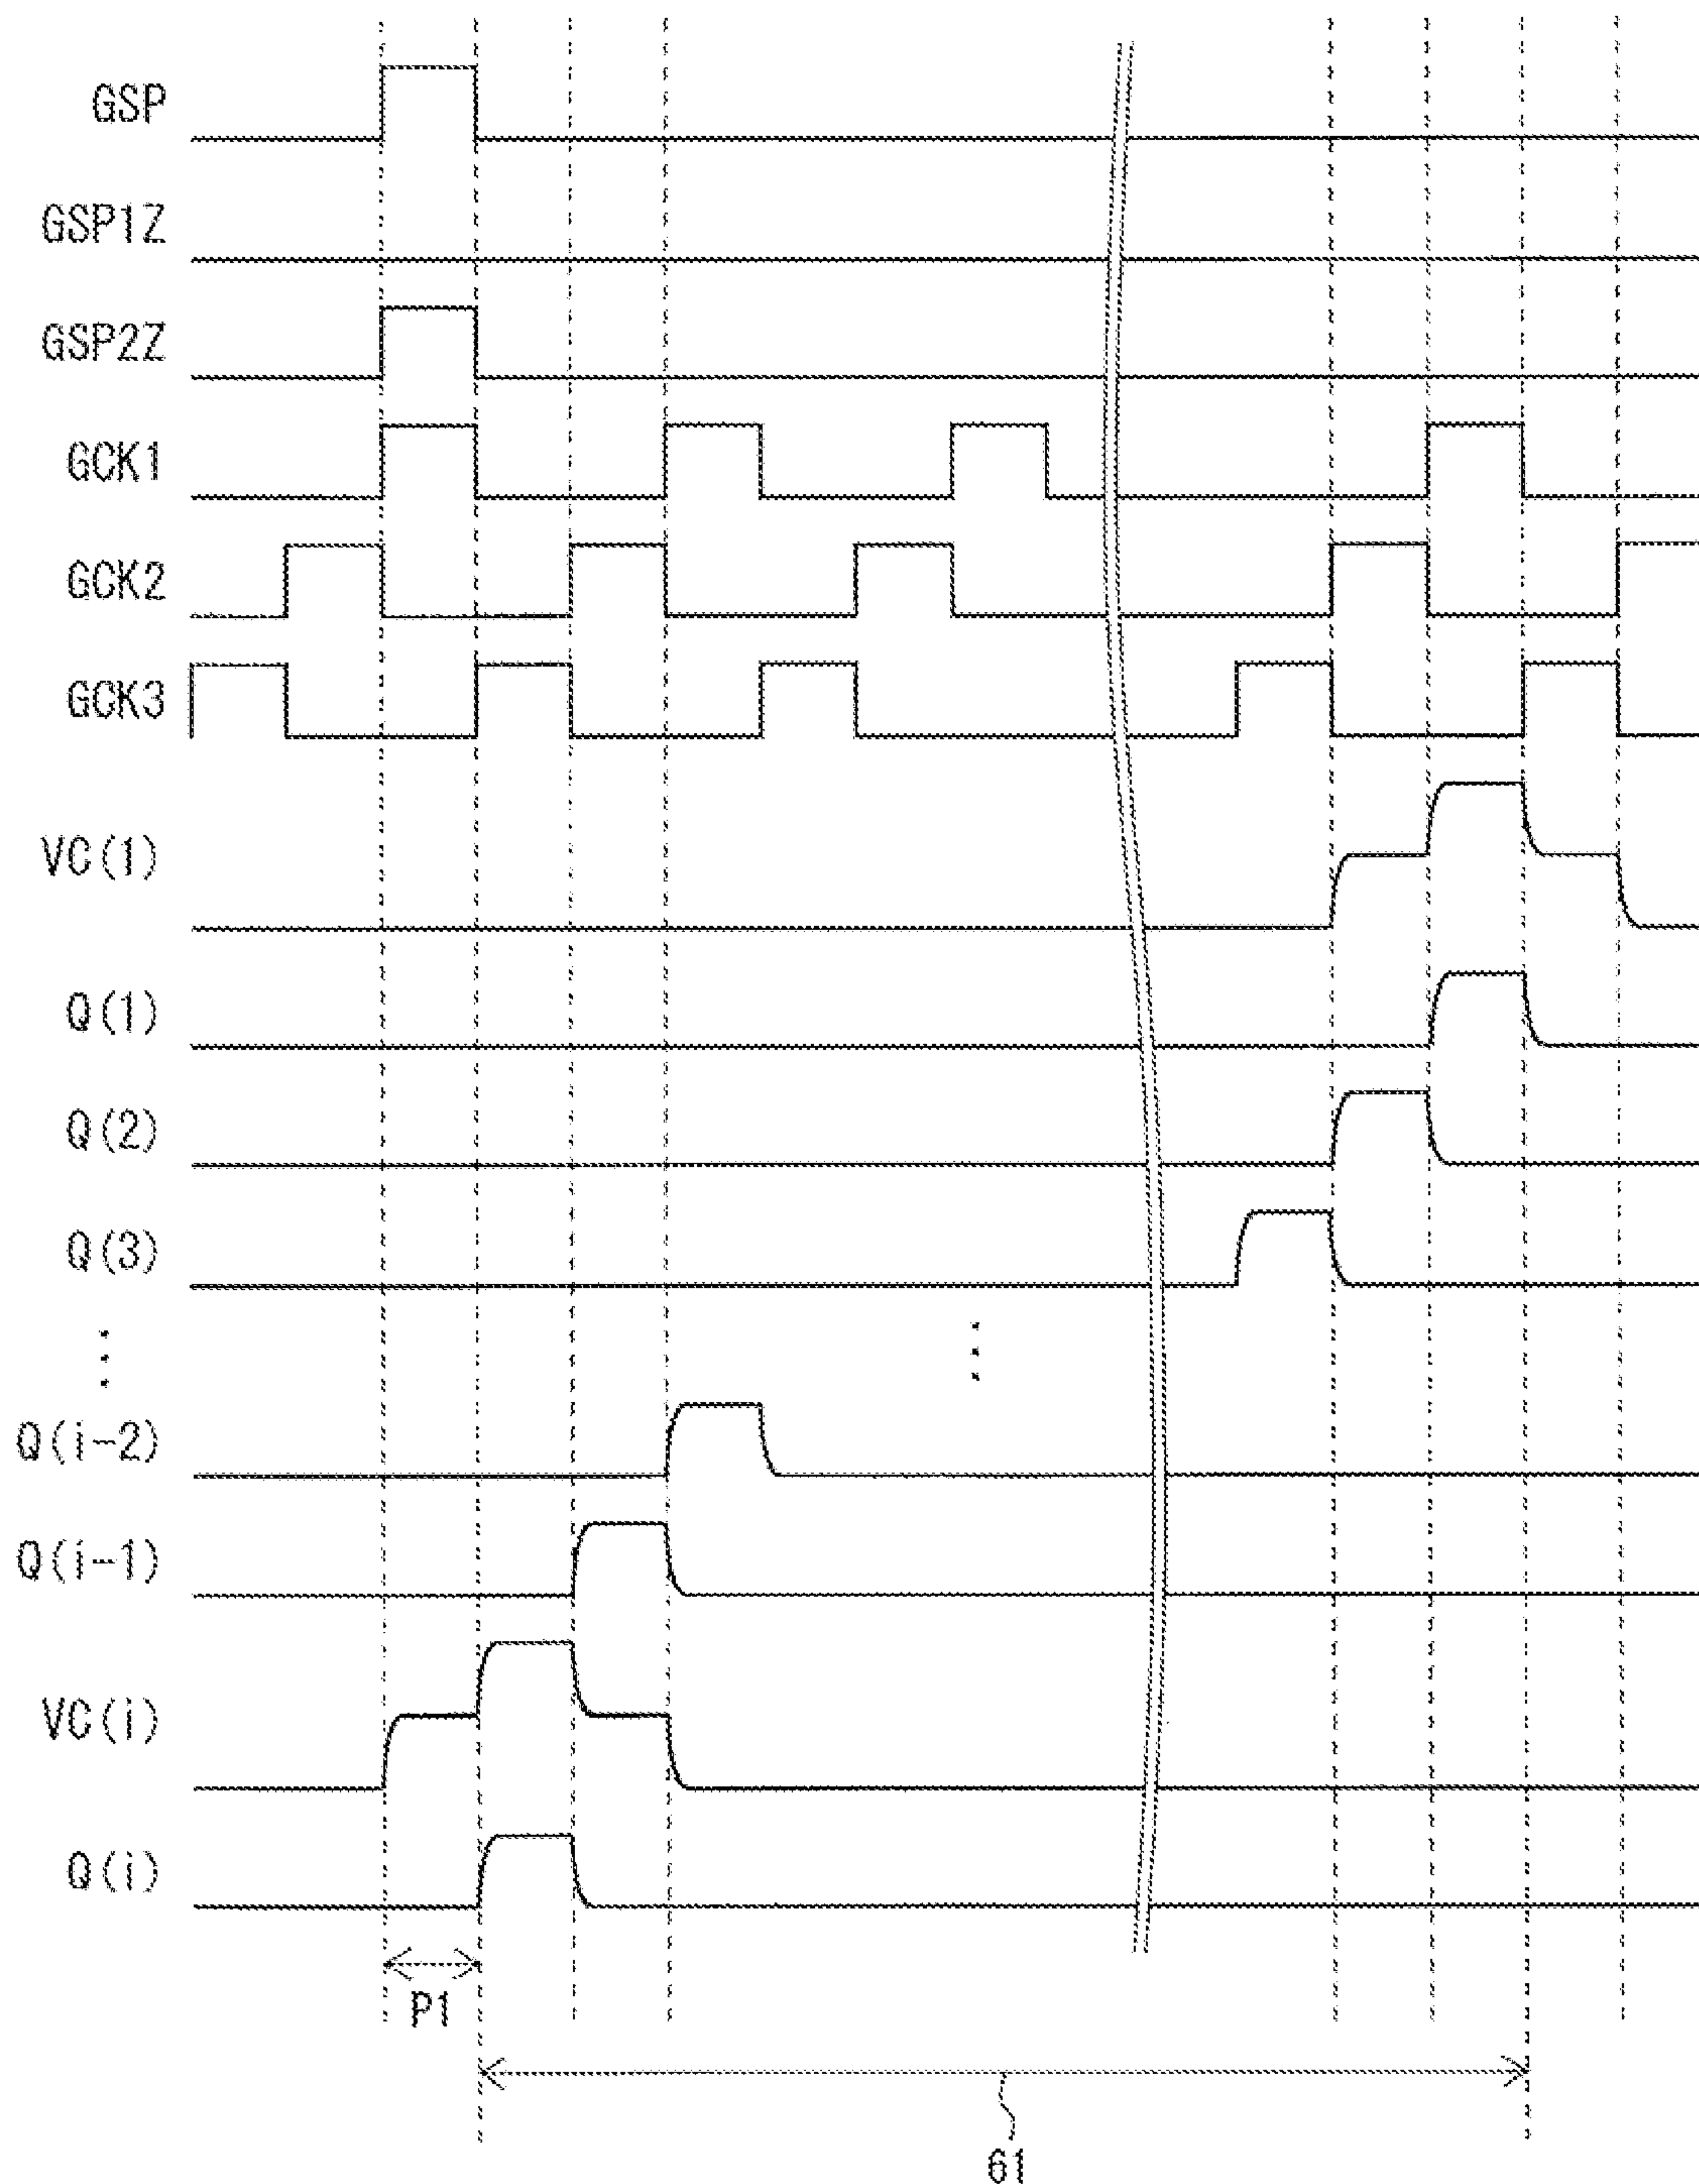 GSP
GSP1Z
GSP2Z
GCK1
GCK2
GCK3
VC(1)
Q(1)
Q(2)
Q(3)
Q(i-2)
Q(i-1)
VC(i)
Q(i)
P1
61